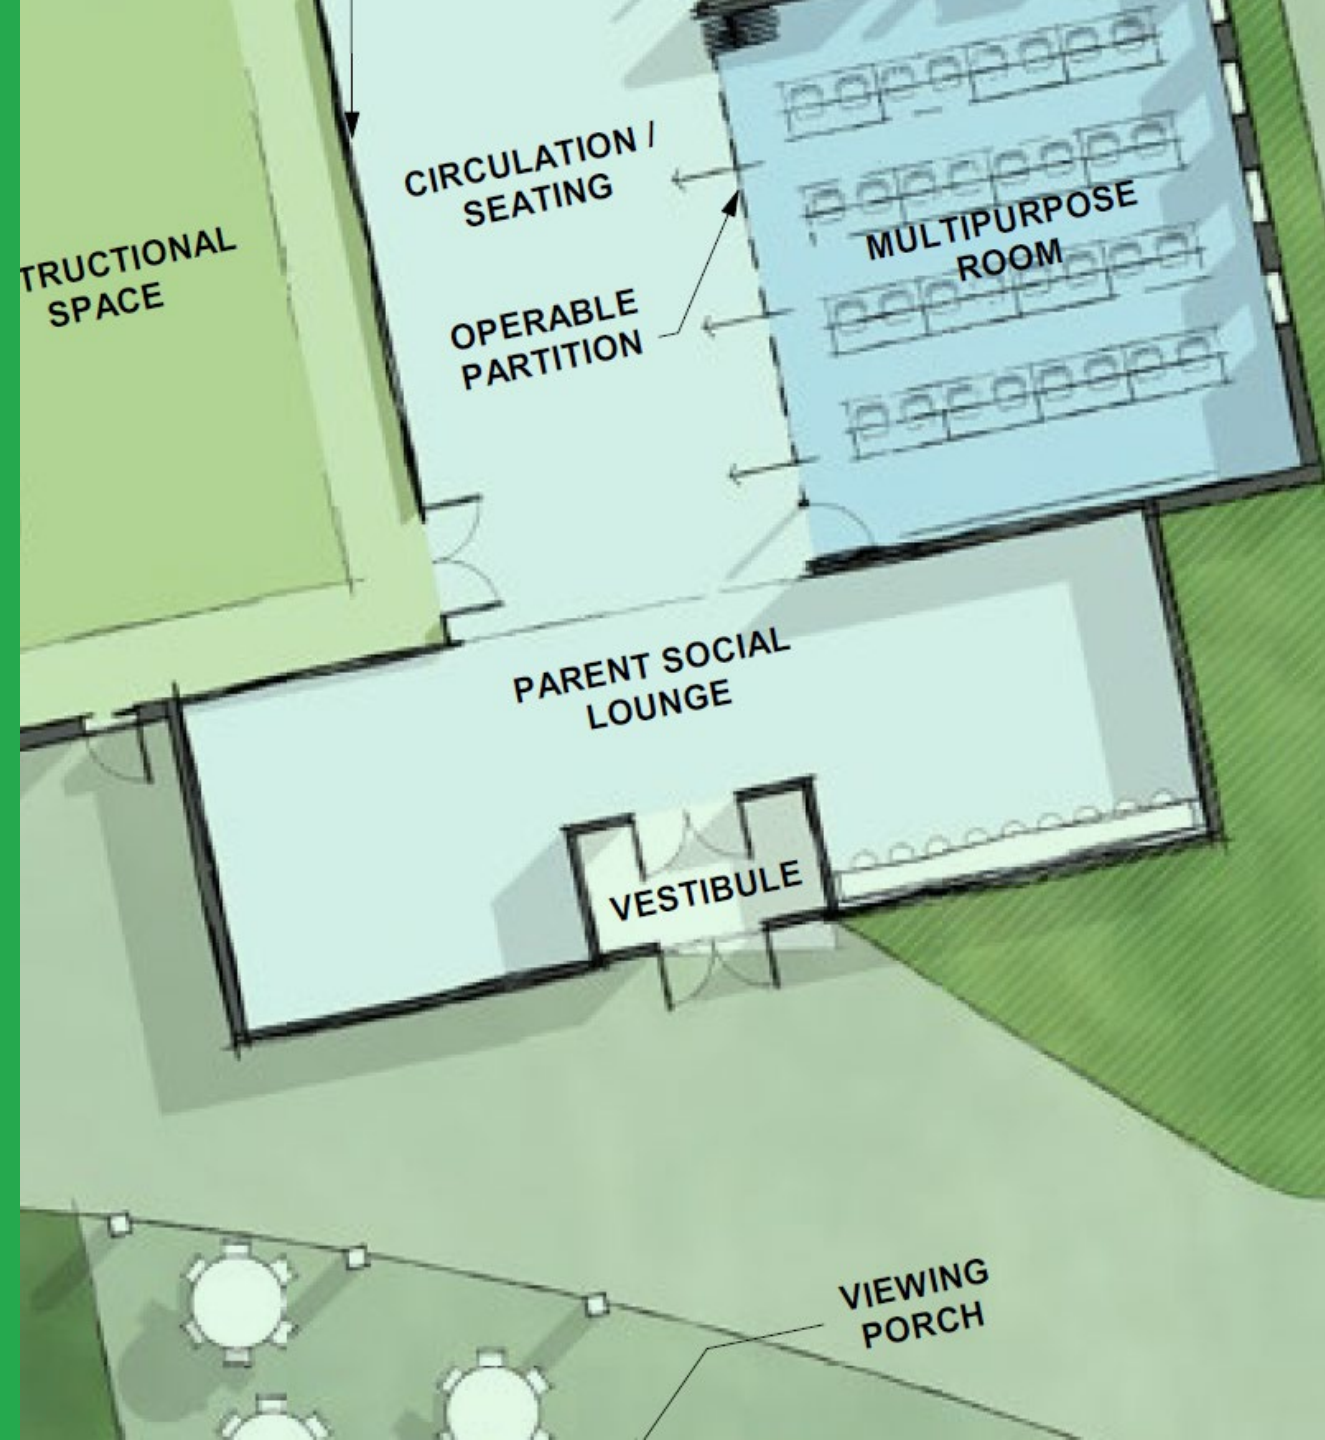 CIRCULATION /
SEATING
MULTIPURPOSE
ROOM
TRUCTIONAL
SPACE
OPERABLE
PARTITION
PARENT SOCIAL
LOUNGE
VESTIBULE
VIEWING
PORCH